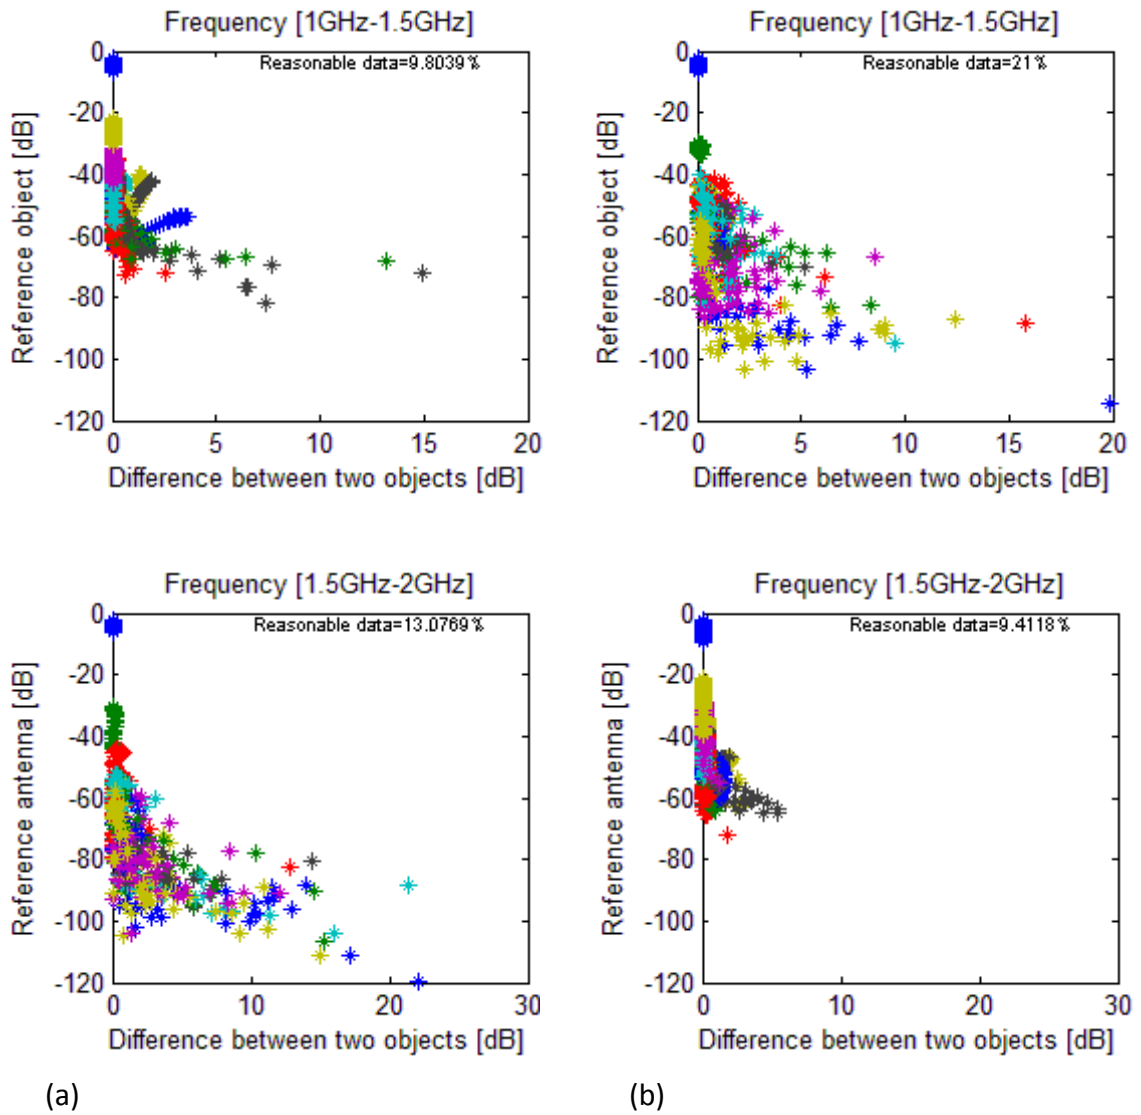 Frequency [1GHz-1.5GHz]
Reasonable data=9.8039%
0
-20
-40
-60
-80
-100
-120
Reference object [dB]
0 5 10 15 20
Difference between two objects [dB]
Frequency [1GHz-1.5GHz]
Reasonable data=21%
0
-20
-40
-60
-80
-100
-120
Reference object [dB]
0 5 10 15 20
Difference between two objects [dB]
Frequency [1.5GHz-2GHz]
Reasonable data=13.0769%
0
-20
-40
-60
-80
-100
-120
Reference antenna [dB]
0 10 20 30
Difference between two objects [dB]
Frequency [1.5GHz-2GHz]
Reasonable data=9.4118%
0
-20
-40
-60
-80
-100
-120
Reference antenna [dB]
0 10 20 30
Difference between two objects [dB]
(a) (b)